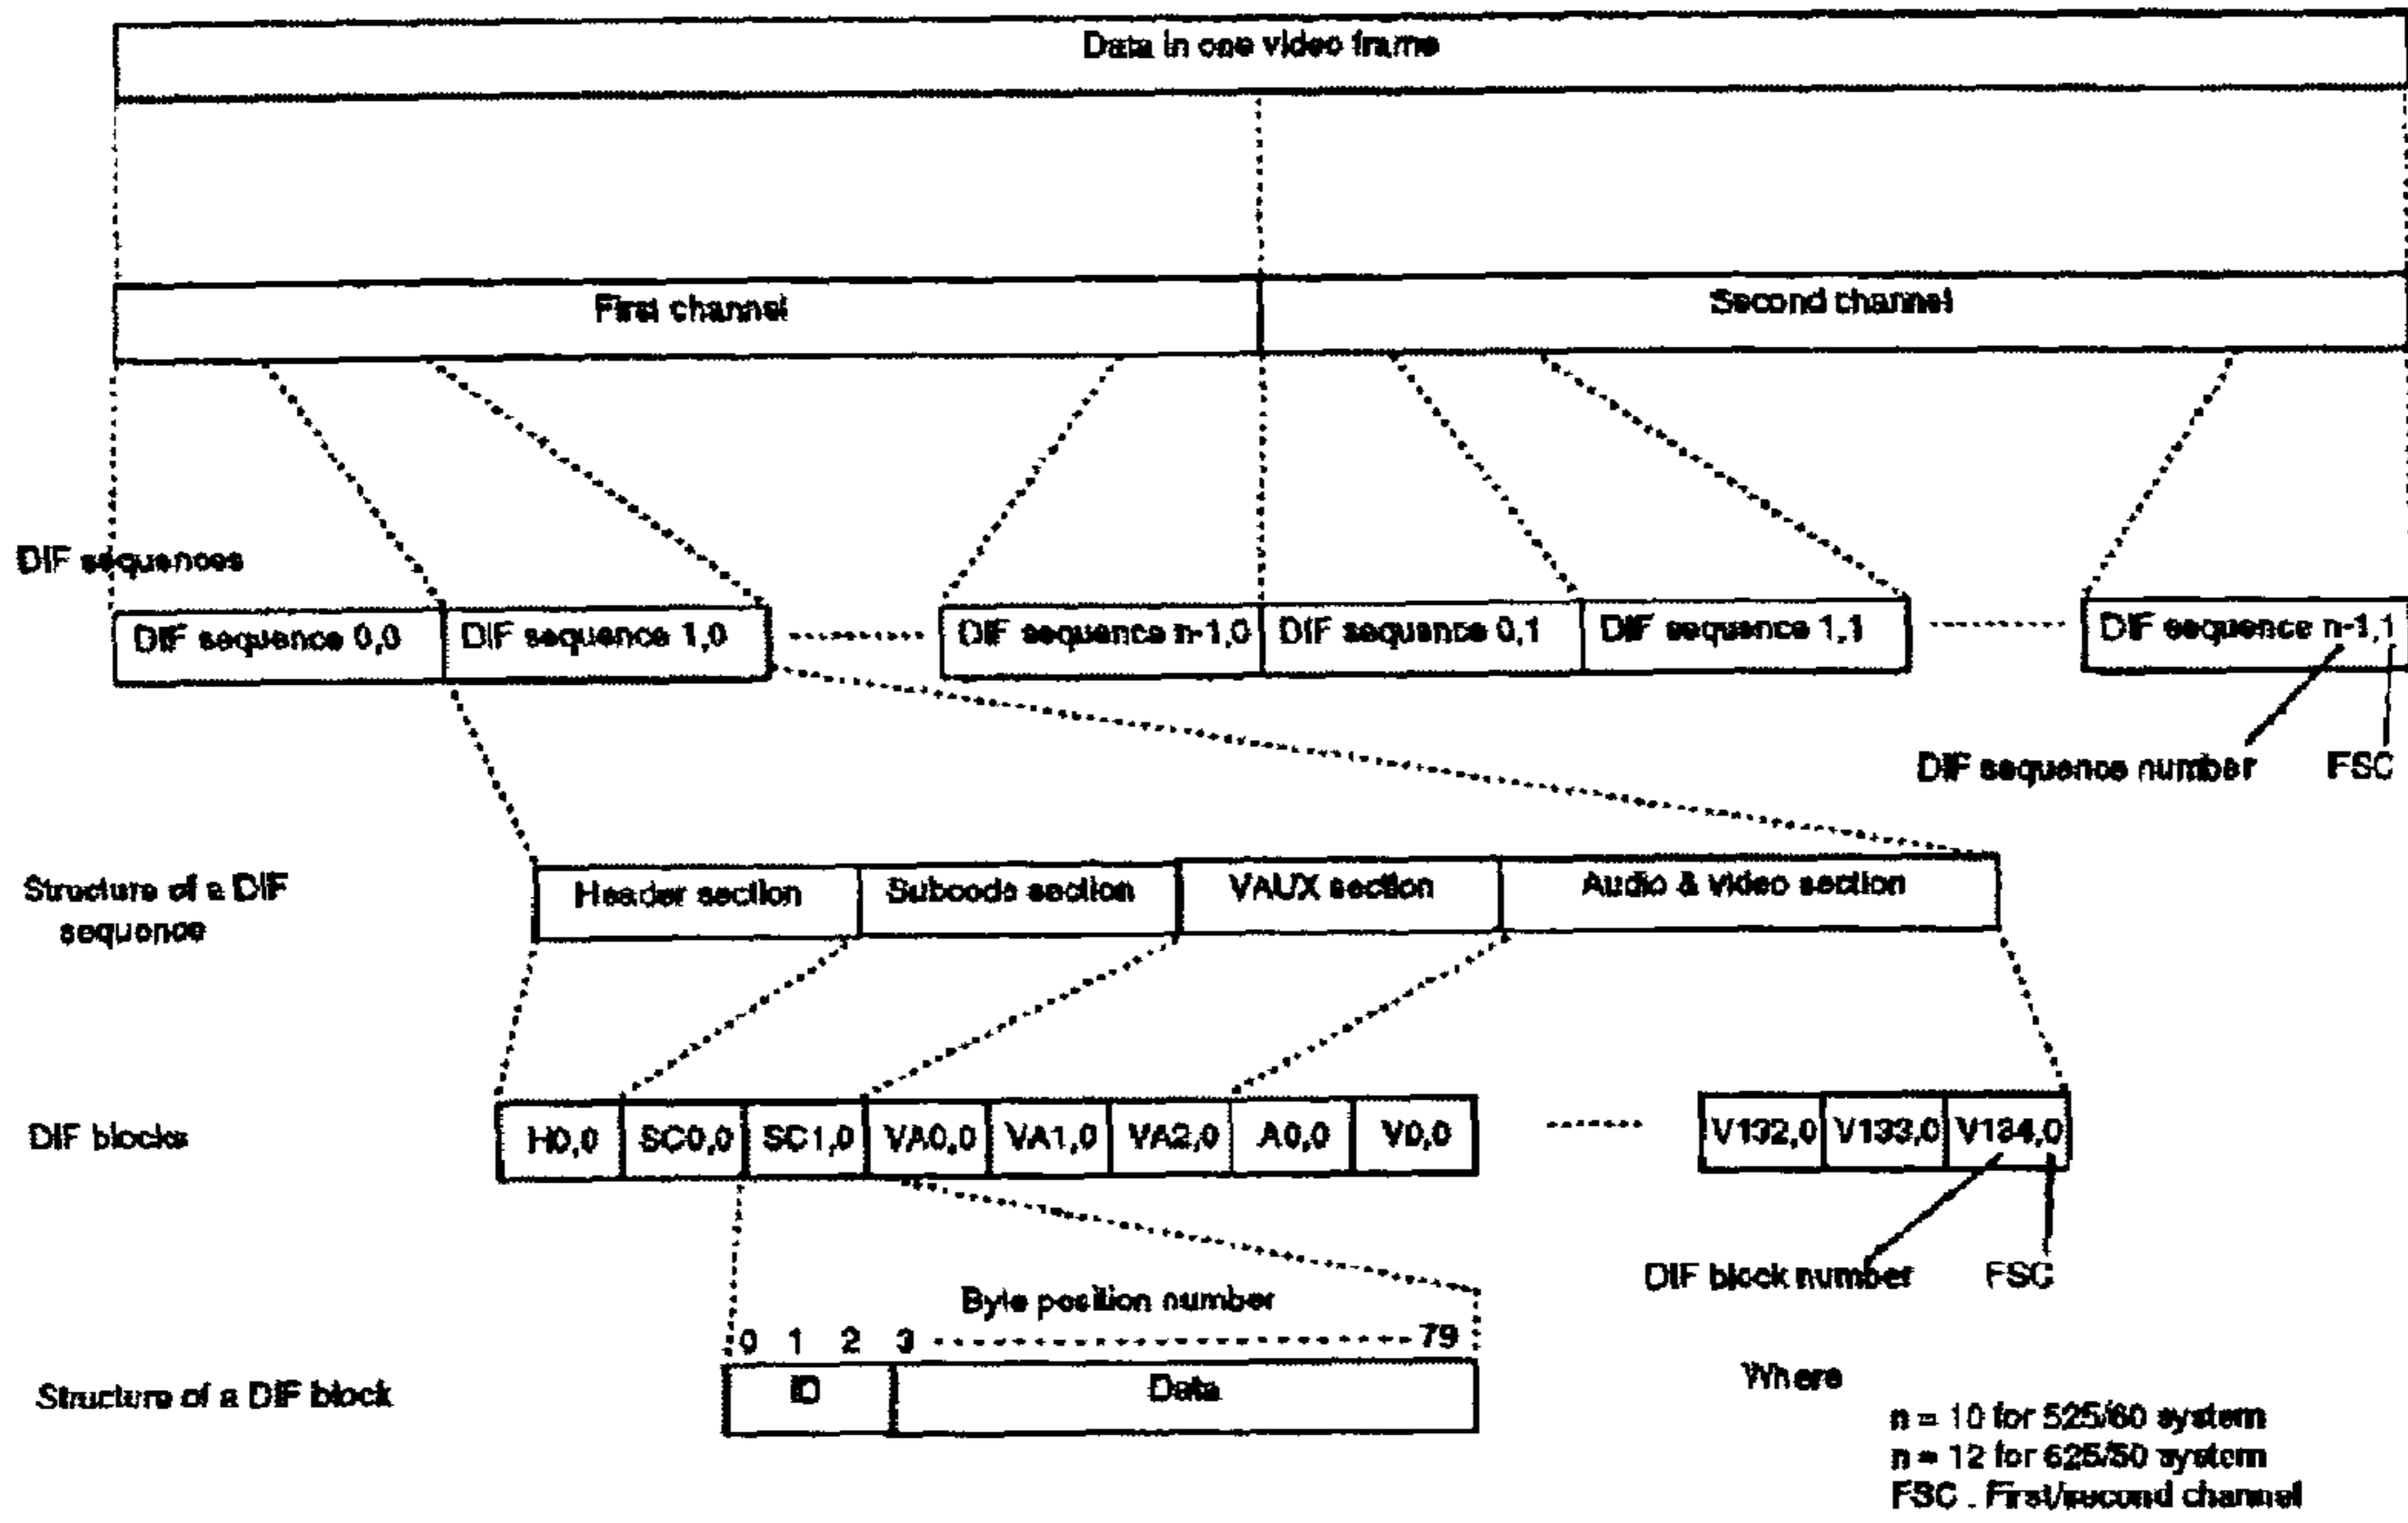 Data in one video frame
First channel
Second channel
DIF sequences
DIF sequence 0,0
DIF sequence 1,0
DIF sequence n-1,0
DIF sequence 0,1
DIF sequence 1,1
DIF sequence n-1,1
DIF sequence number
FSC
Structure of a DIF
sequence
Header section
Subcode section
VAUX section
Audio & video section
DIF blocks
H0,0
SC0,0
SC1,0
VA0,0
VA1,0
VA2,0
A0,0
V0,0
V132,0
V133,0
V134,0
DIF block number
FSC
Byte position number
0 1 2 3 79
Structure of a DIF block
ID
Data
Where
n = 10 for 525/60 system
n = 12 for 625/50 system
FSC . First/second channel